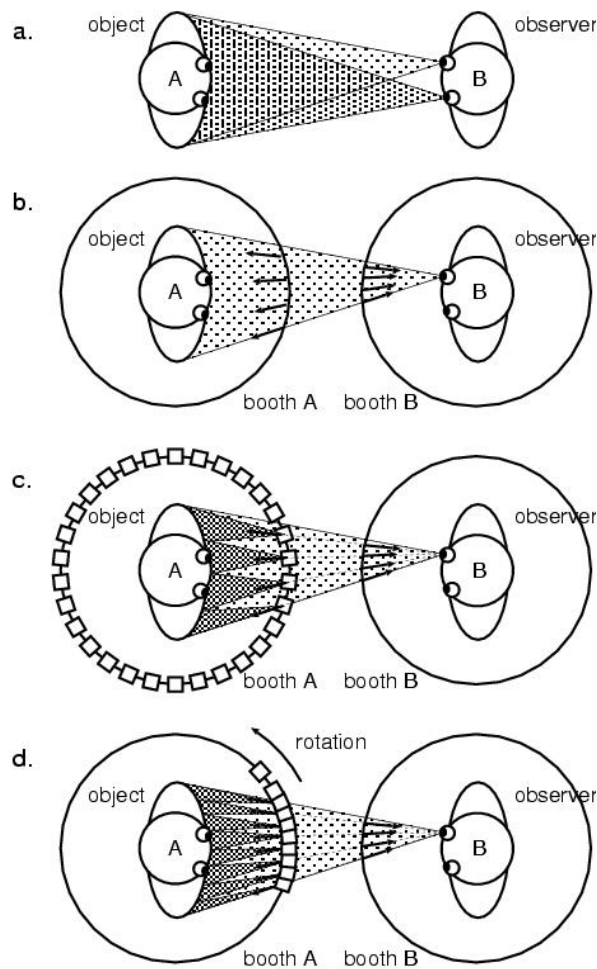 a.
object
observer
A
B
b.
object
observer
A
B
booth A
booth B
c.
object
observer
A
B
booth A
booth B
d.
rotation
object
observer
A
B
booth A
booth B